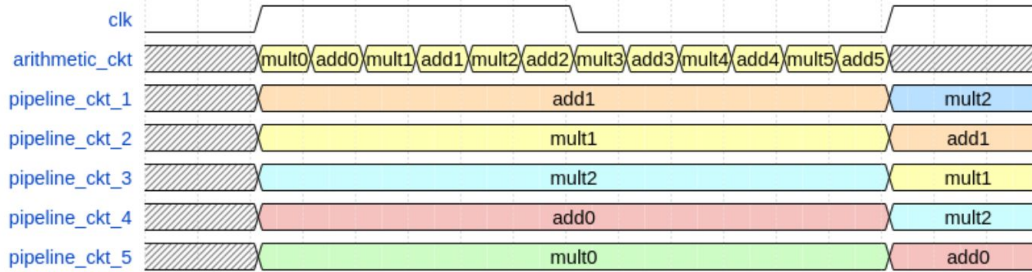 clk
arithmetic_ckt mult0 add0 mult1 add1 mult2 add2 mult3 add3 mult4 add4 mult5 add5
pipeline_ckt_1 add1 mult2
pipeline_ckt_2 mult1 add1
pipeline_ckt_3 mult2 mult1
pipeline_ckt_4 add0 mult2
pipeline_ckt_5 mult0 add0